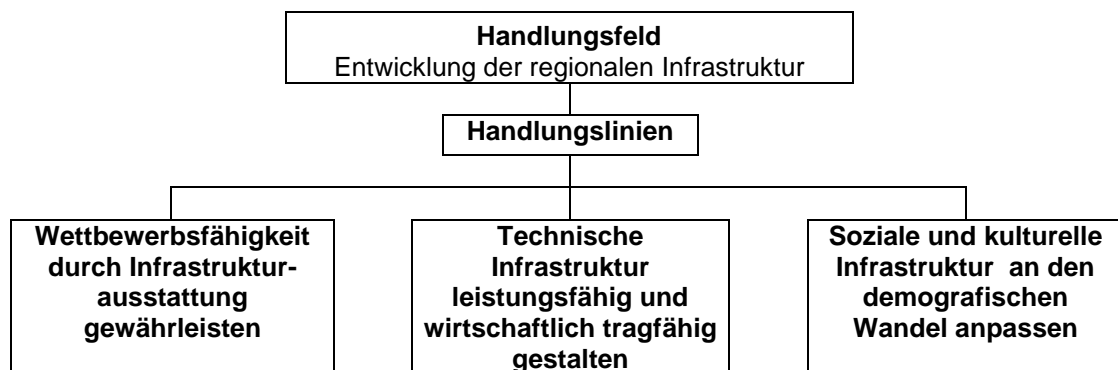 Handlungsfeld
Entwicklung der regionalen Infrastruktur
Handlungslinien
Wettbewerbsfähigkeit
durch Infrastruktur-
ausstattung
gewährleisten
Technische
Infrastruktur
leistungsfähig und
wirtschaftlich tragfähig
gestalten
Soziale und kulturelle
Infrastruktur an den
demografischen
Wandel anpassen